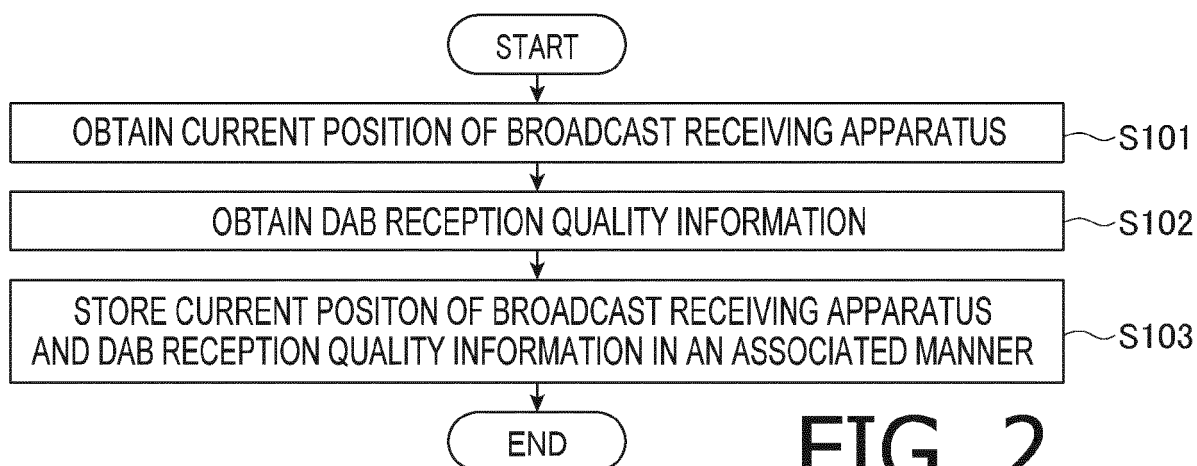 START
OBTAIN CURRENT POSITION OF BROADCAST RECEIVING APPARATUS
S101
OBTAIN DAB RECEPTION QUALITY INFORMATION
S102
STORE CURRENT POSITON OF BROADCAST RECEIVING APPARATUS
AND DAB RECEPTION QUALITY INFORMATION IN AN ASSOCIATED MANNER
S103
END
FIG. 2